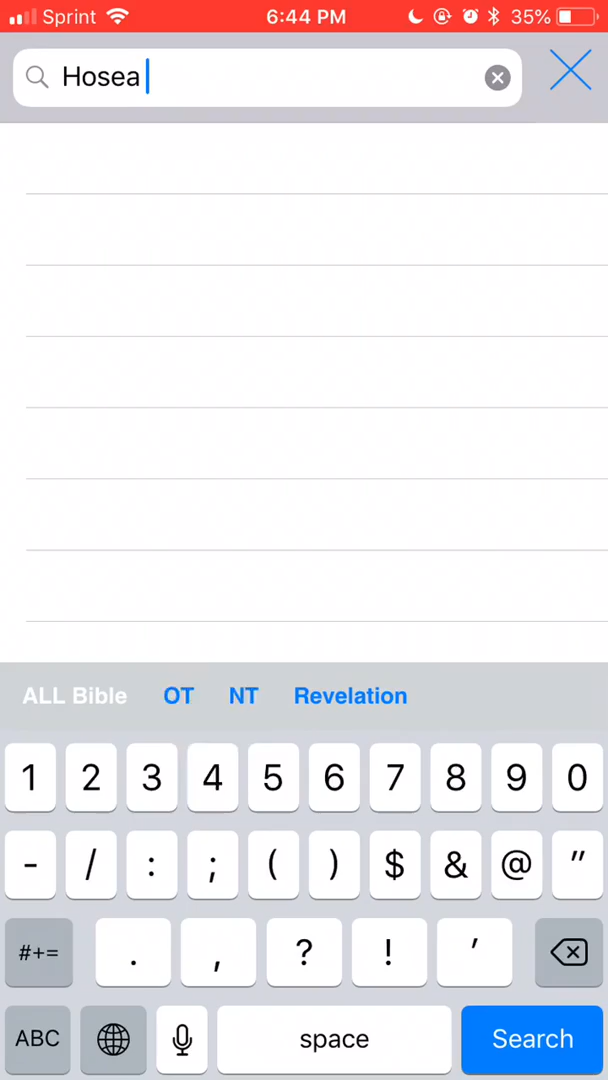 Sprint 6:44 PM 35%
Hosea
ALL Bible OT NT Revelation
1 2 3 4 5 6 7 8 9 0
- / : ; ( ) $ & @ "
#+= . , ? ! '
ABC space Search